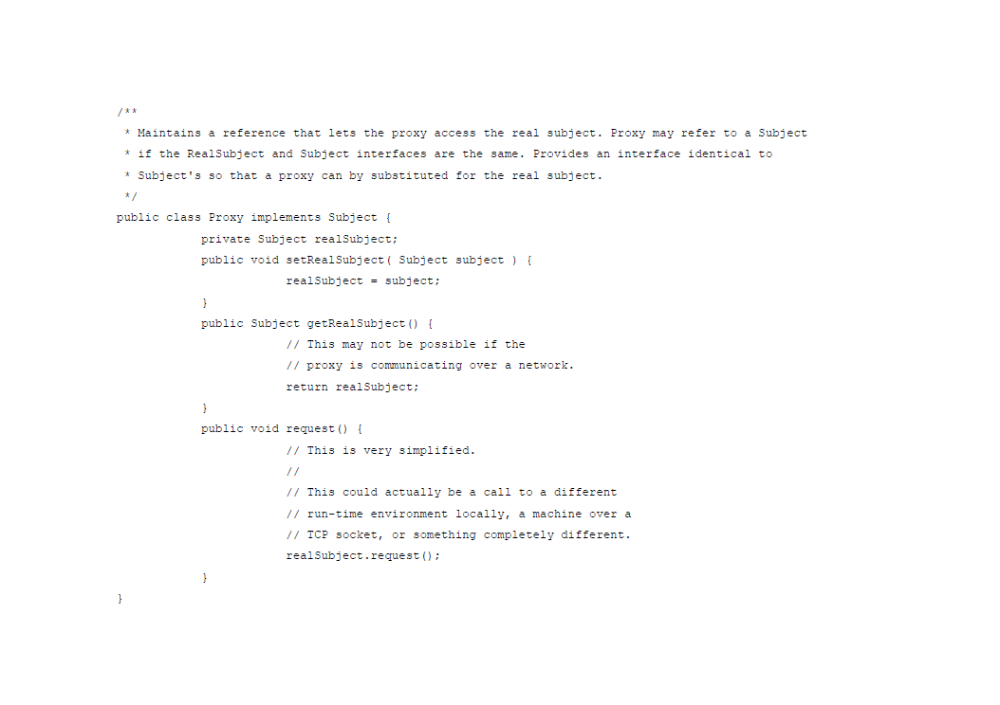 /**
 * Maintains a reference that lets the proxy access the real subject. Proxy may refer to a Subject
 * if the RealSubject and Subject interfaces are the same. Provides an interface identical to
 * Subject's so that a proxy can by substituted for the real subject.
 */
public class Proxy implements Subject {
            private Subject realSubject;
            public void setRealSubject( Subject subject ) {
                        realSubject = subject;
            }
            public Subject getRealSubject() {
                        // This may not be possible if the
                        // proxy is communicating over a network.
                        return realSubject;
            }
            public void request() {
                        // This is very simplified.
                        //
                        // This could actually be a call to a different
                        // run-time environment locally, a machine over a
                        // TCP socket, or something completely different.
                        realSubject.request();
            }
}